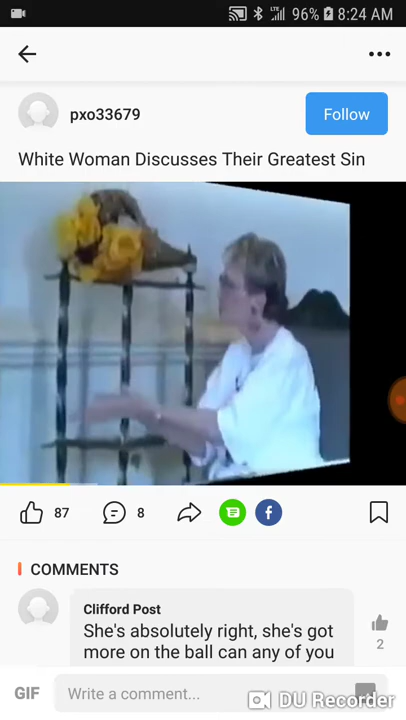 LTE 96% 8:24 AM
pxo33679
Follow
White Woman Discusses Their Greatest Sin
87
8
COMMENTS
Clifford Post
She's absolutely right, she's got
more on the ball can any of you
2
GIF
Write a comment...
DU Recorder